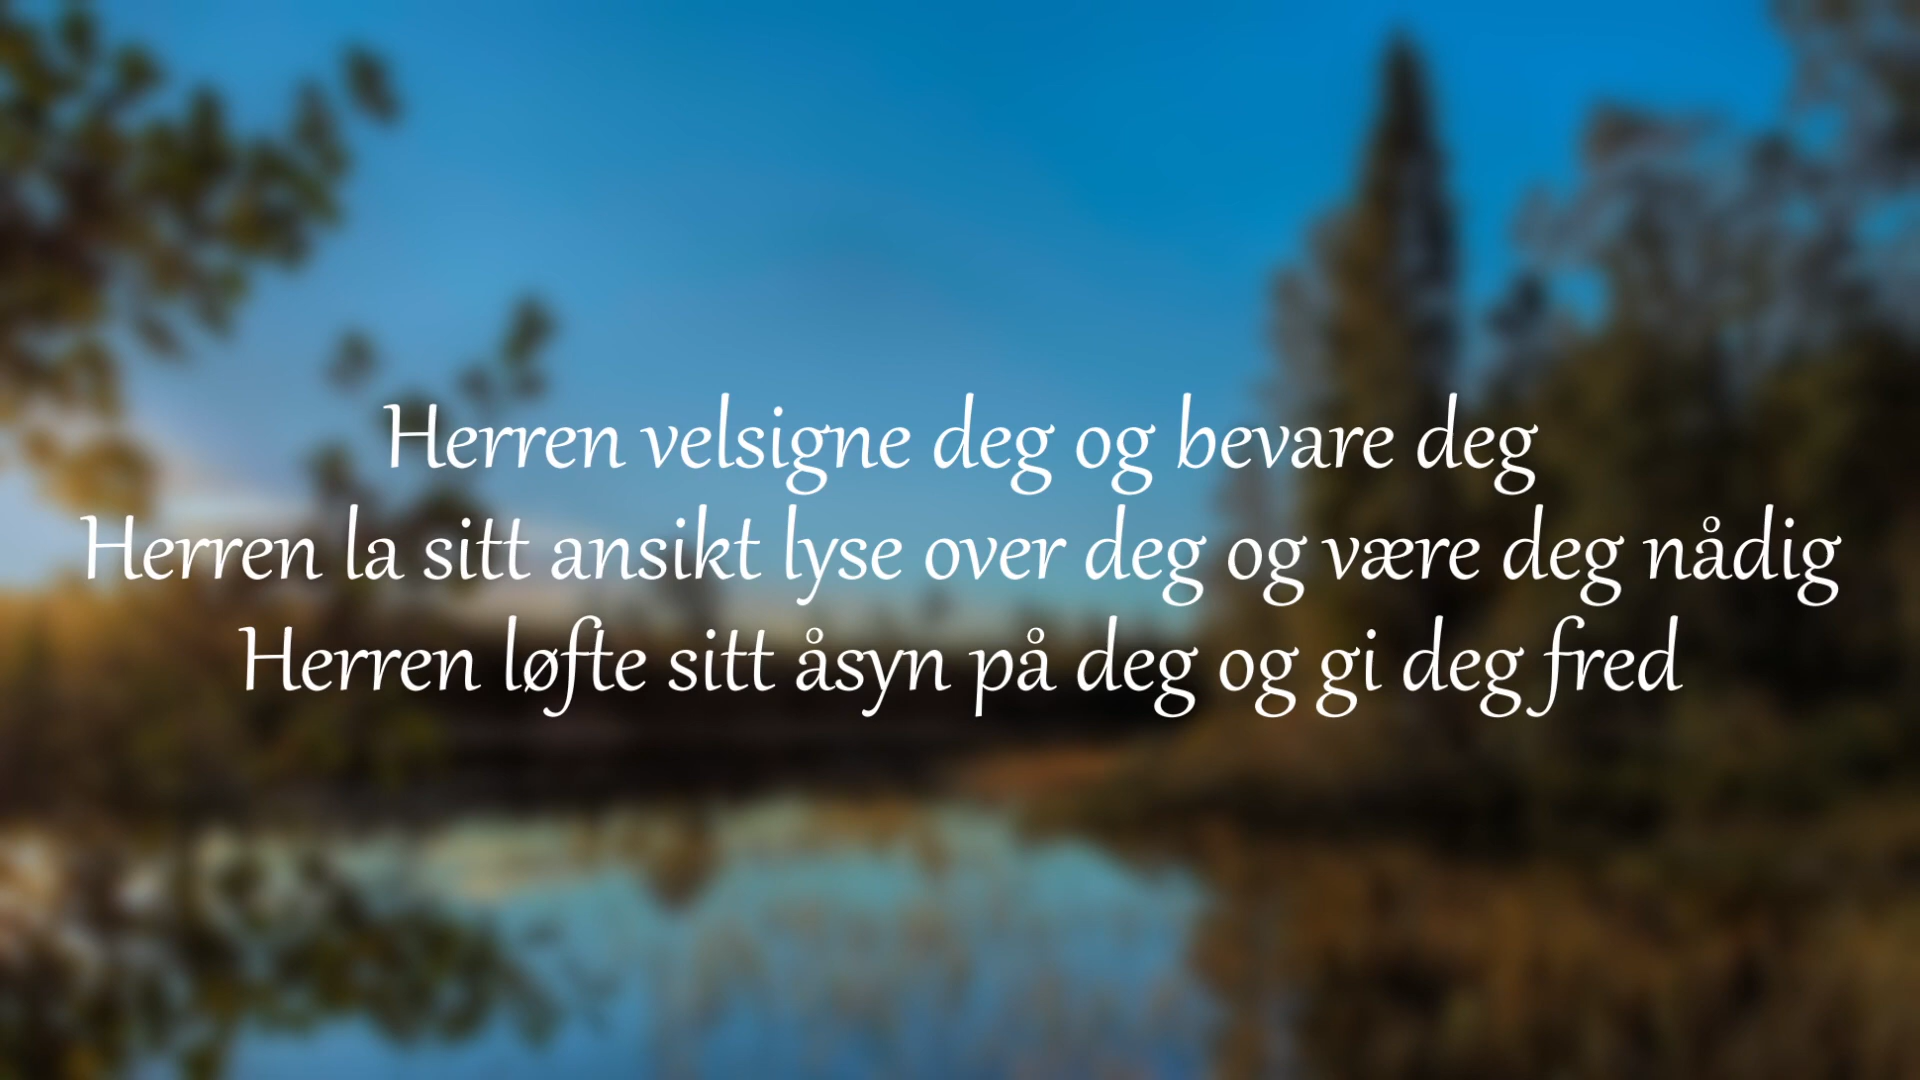 Herren velsigne deg og bevare deg
Herren la sitt ansikt lyse over deg og være deg nådig
Herren løfte sitt åsyn på deg og gi deg fred